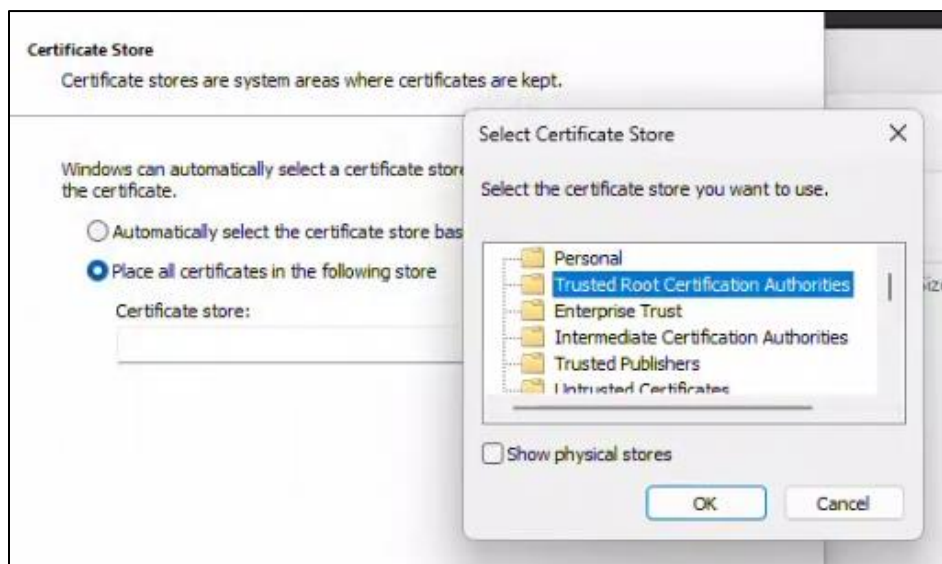 Certificate Store
Certificate stores are system areas where certificates are kept.
Windows can automatically select a certificate store
the certificate.
Automatically select the certificate store bas
Place all certificates in the following store
Certificate store:
Select Certificate Store
Select the certificate store you want to use.
Personal
Trusted Root Certification Authorities
Enterprise Trust
Intermediate Certification Authorities
Trusted Publishers
Untrusted Certificates
Show physical stores
OK
Cancel
Size